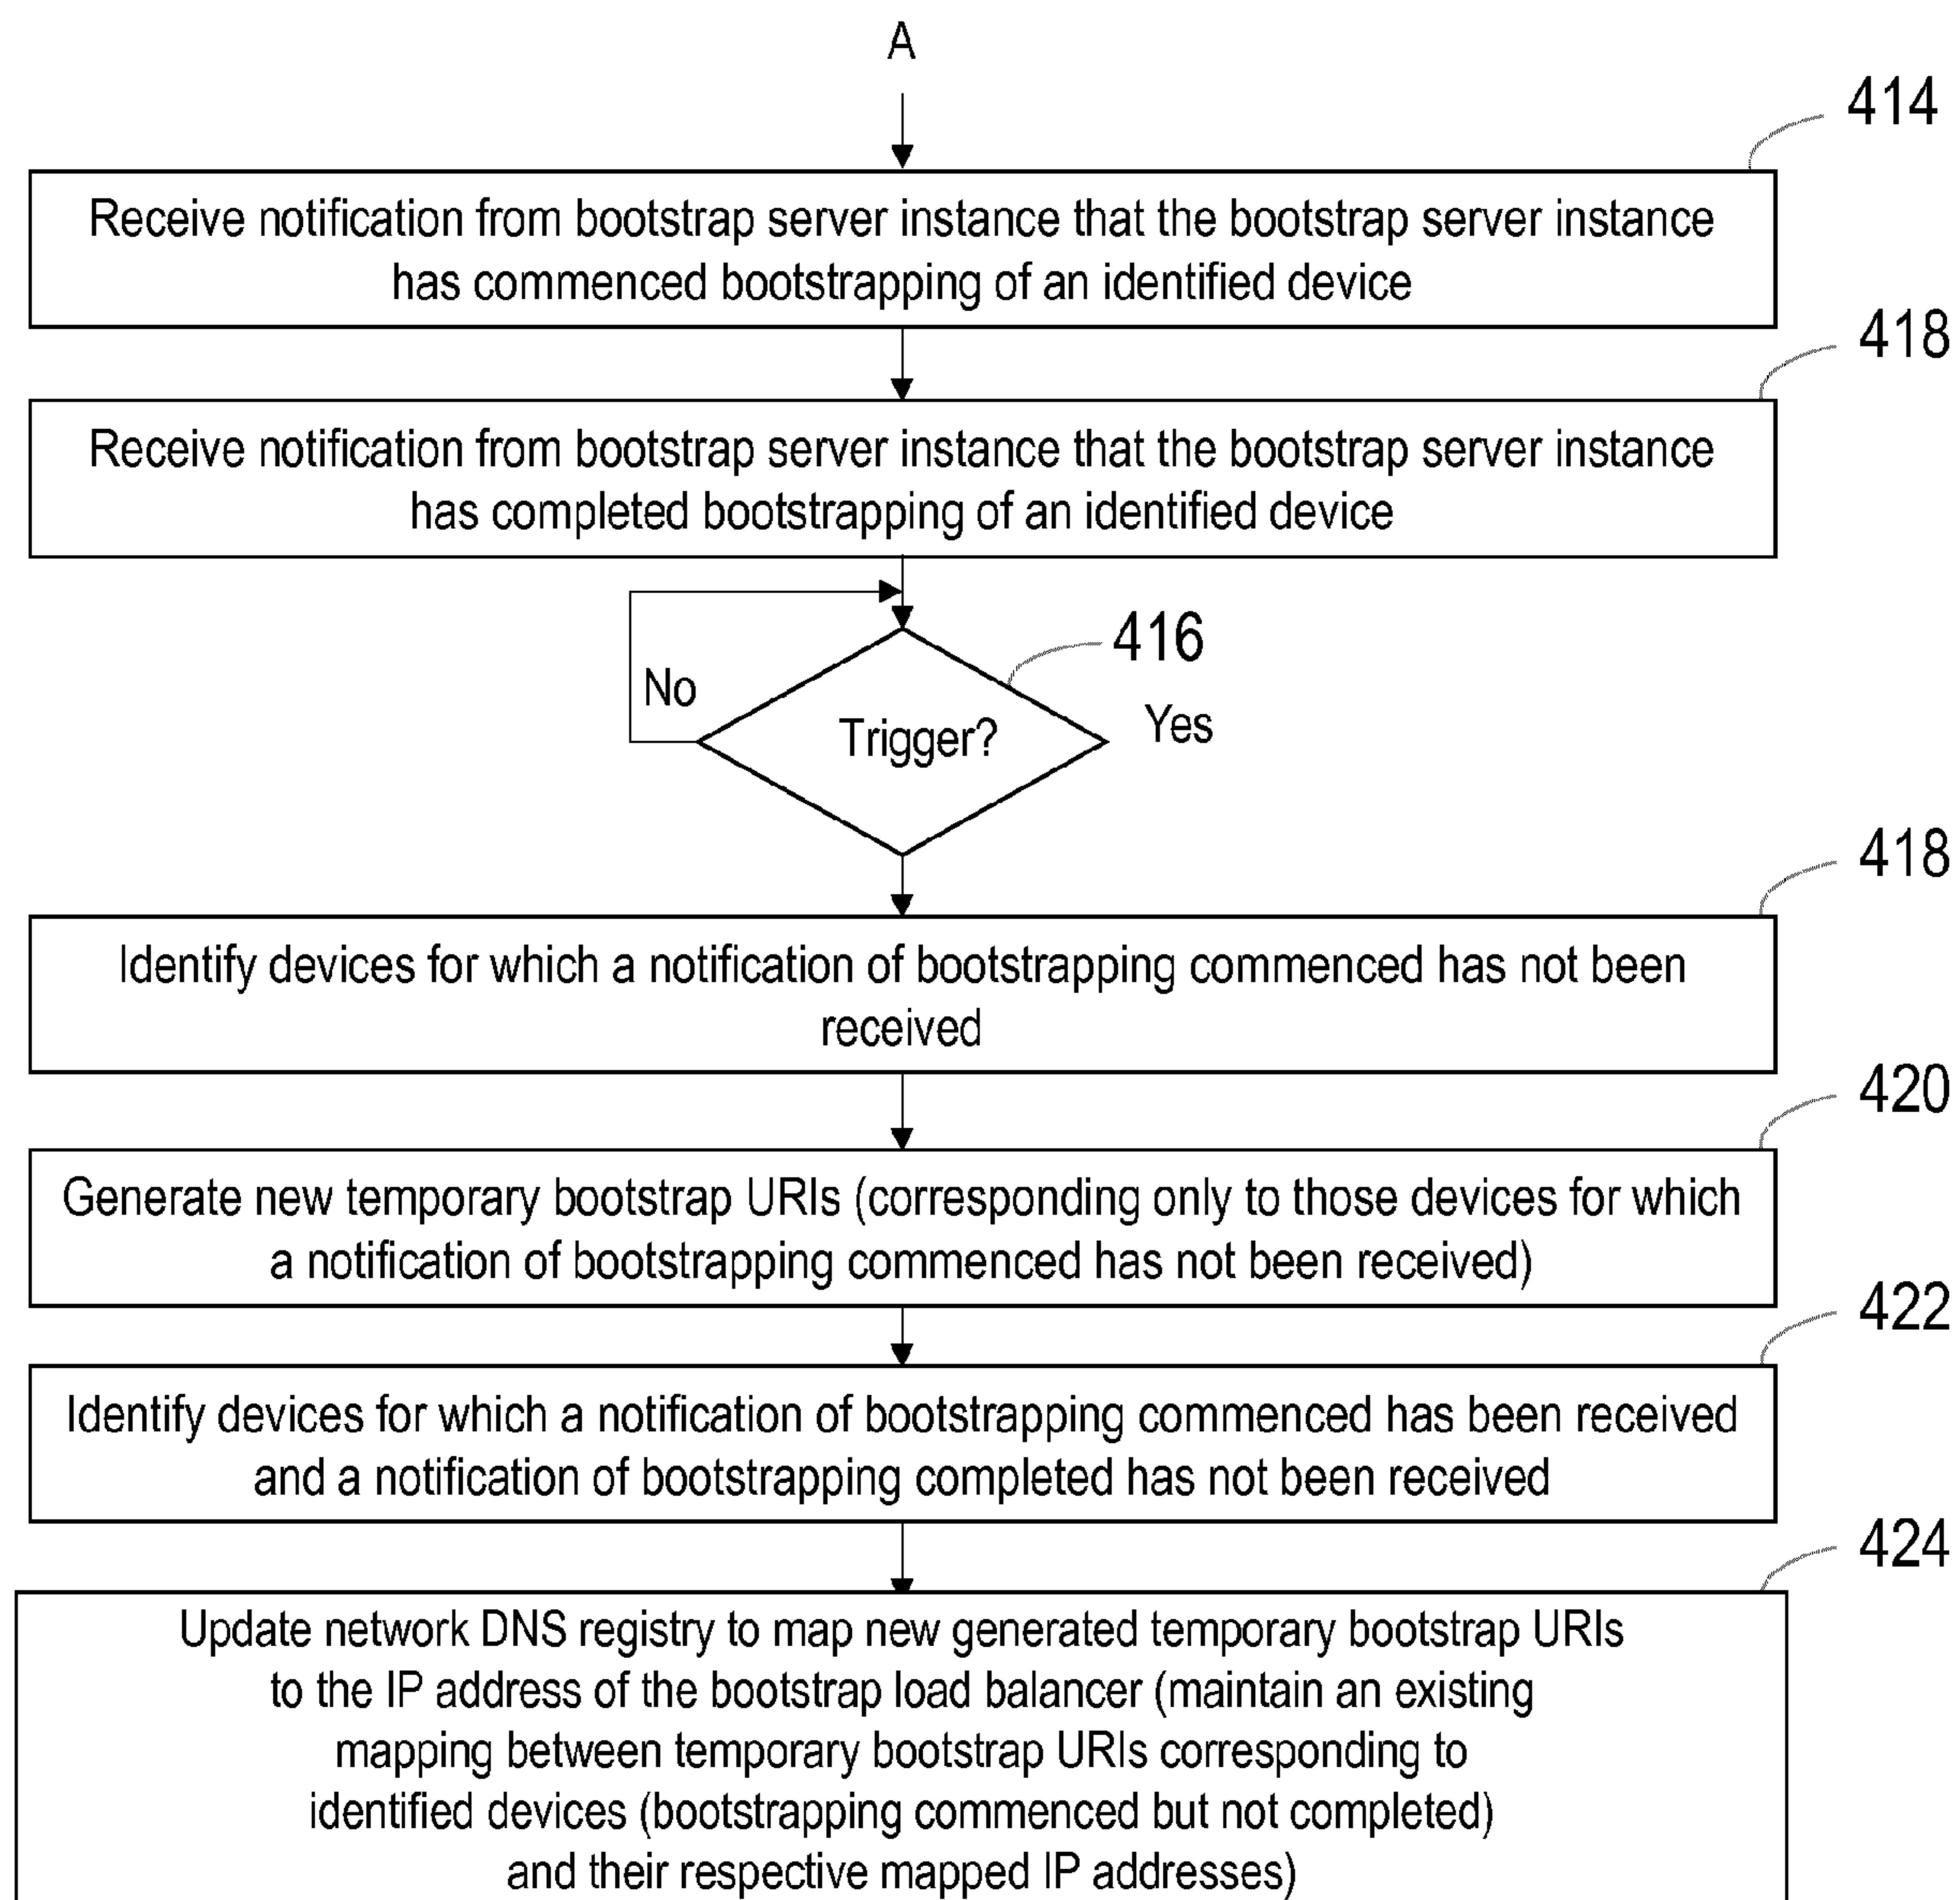 A
414
Receive notification from bootstrap server instance that the bootstrap server instance
has commenced bootstrapping of an identified device
418
Receive notification from bootstrap server instance that the bootstrap server instance
has completed bootstrapping of an identified device
416
No
Trigger?
Yes
418
Identify devices for which a notification of bootstrapping commenced has not been
received
420
Generate new temporary bootstrap URIs (corresponding only to those devices for which
a notification of bootstrapping commenced has not been received)
422
Identify devices for which a notification of bootstrapping commenced has been received
and a notification of bootstrapping completed has not been received
424
Update network DNS registry to map new generated temporary bootstrap URIs
to the IP address of the bootstrap load balancer (maintain an existing
mapping between temporary bootstrap URIs corresponding to
identified devices (bootstrapping commenced but not completed)
and their respective mapped IP addresses)